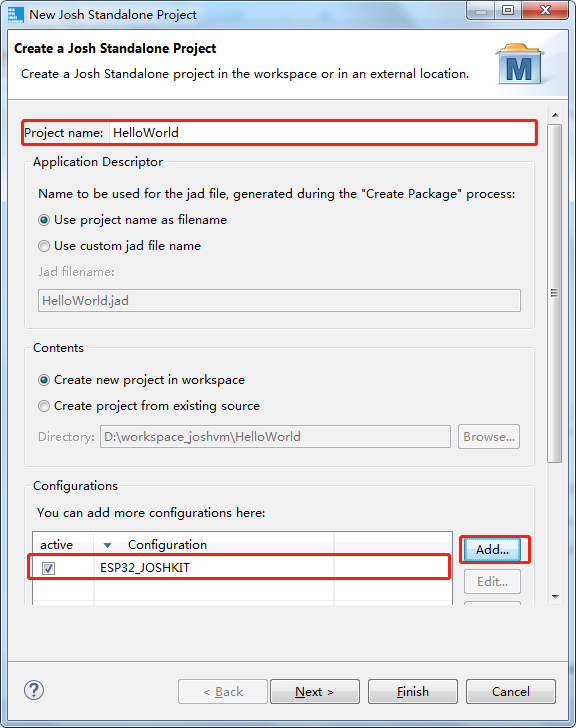 New Josh Standalone Project
Create a Josh Standalone Project
Create a Josh Standalone project in the workspace or in an external location.
M
Project name: HelloWorld
Application Descriptor
Name to be used for the jad file, generated during the "Create Package" process:
Use project name as filename
Use custom jad file name
Jad filename:
HelloWorld.jad
Contents
Create new project in workspace
Create project from existing source
Directory: D:\workspace_joshvm\HelloWorld Browse...
Configurations
You can add more configurations here:
active Configuration Add...
ESP32_JOSHKIT
Edit...
? < Back Next > Finish Cancel